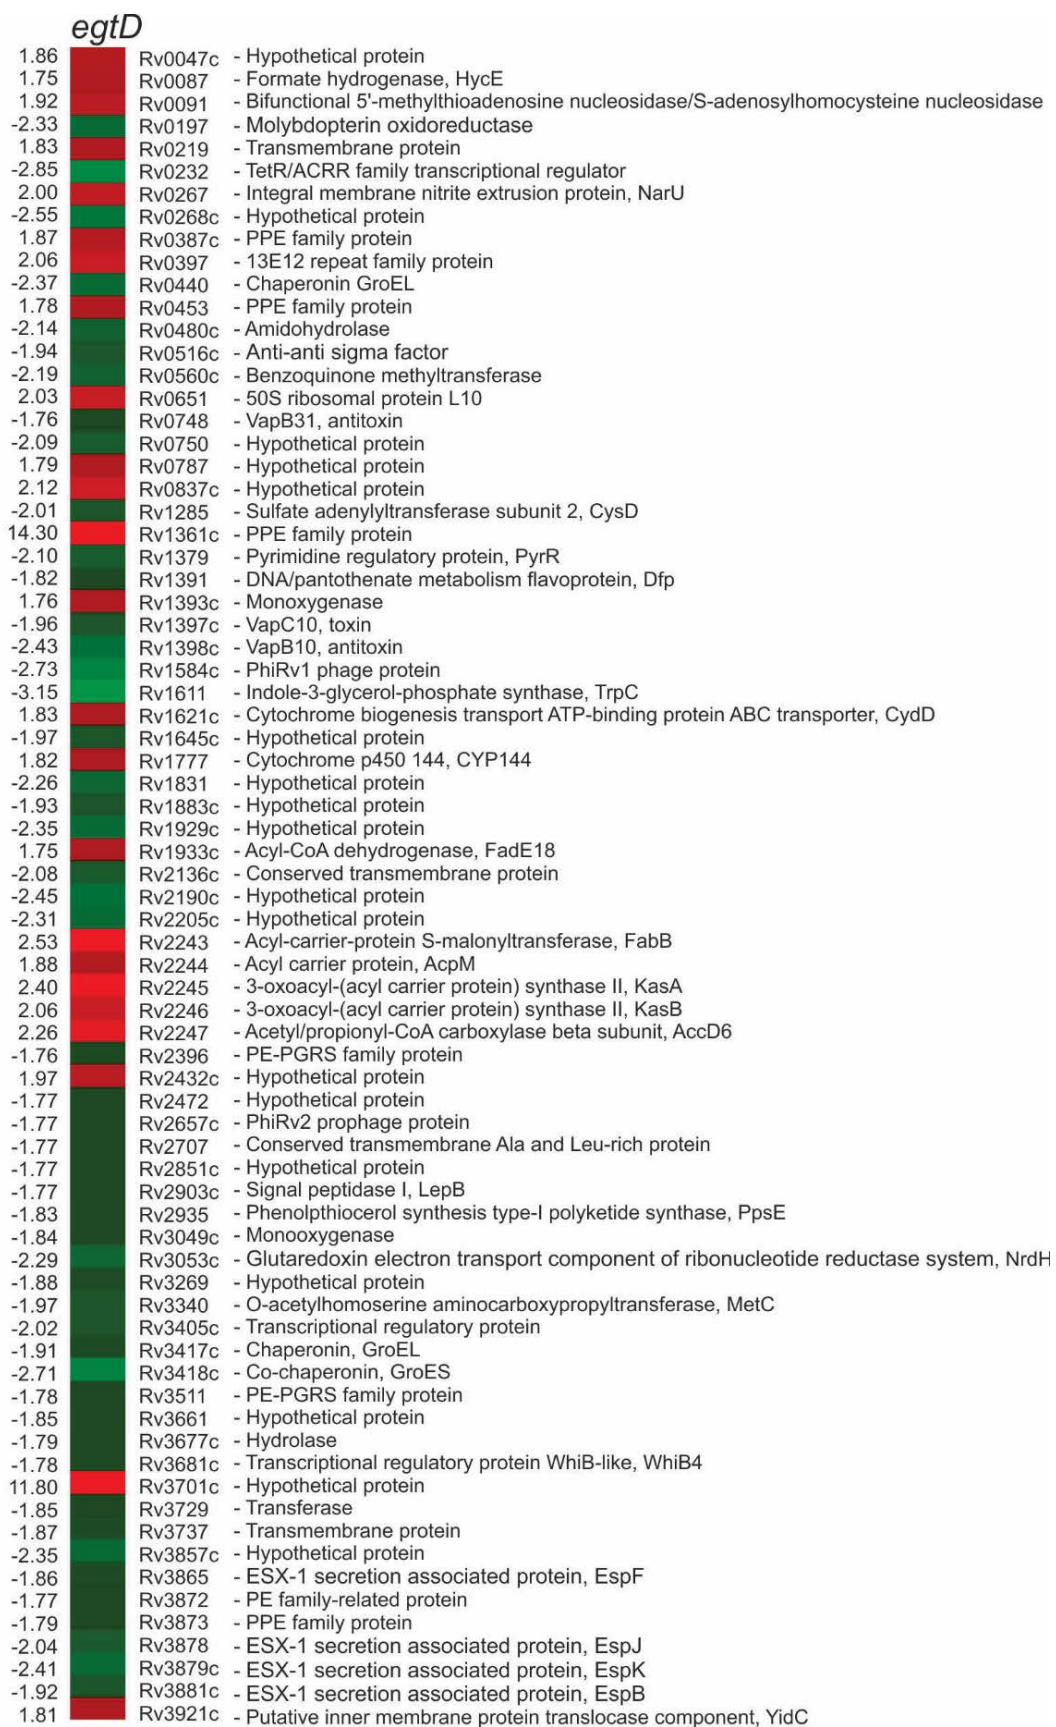 egtD
1.86 Rv0047c - Hypothetical protein
1.75 Rv0087 - Formate hydrogenase, HycE
1.92 Rv0091 - Bifunctional 5'-methylthioadenosine nucleosidase/S-adenosylhomocysteine nucleosidase
-2.33 Rv0197 - Molybdopterin oxidoreductase
1.83 Rv0219 - Transmembrane protein
-2.85 Rv0232 - TetR/ACRR family transcriptional regulator
2.00 Rv0267 - Integral membrane nitrite extrusion protein, NarU
-2.55 Rv0268c - Hypothetical protein
1.87 Rv0387c - PPE family protein
2.06 Rv0397 - 13E12 repeat family protein
-2.37 Rv0440 - Chaperonin GroEL
1.78 Rv0453 - PPE family protein
-2.14 Rv0480c - Amidohydrolase
-1.94 Rv0516c - Anti-anti sigma factor
-2.19 Rv0560c - Benzoquinone methyltransferase
2.03 Rv0651 - 50S ribosomal protein L10
-1.76 Rv0748 - VapB31, antitoxin
-2.09 Rv0750 - Hypothetical protein
1.79 Rv0787 - Hypothetical protein
2.12 Rv0837c - Hypothetical protein
-2.01 Rv1285 - Sulfate adenylyltransferase subunit 2, CysD
14.30 Rv1361c - PPE family protein
-2.10 Rv1379 - Pyrimidine regulatory protein, PyrR
-1.82 Rv1391 - DNA/pantothenate metabolism flavoprotein, Dfp
1.76 Rv1393c - Monoxygenase
-1.96 Rv1397c - VapC10, toxin
-2.43 Rv1398c - VapB10, antitoxin
-2.73 Rv1584c - PhiRv1 phage protein
-3.15 Rv1611 - Indole-3-glycerol-phosphate synthase, TrpC
1.83 Rv1621c - Cytochrome biogenesis transport ATP-binding protein ABC transporter, CydD
-1.97 Rv1645c - Hypothetical protein
1.82 Rv1777 - Cytochrome p450 144, CYP144
-2.26 Rv1831 - Hypothetical protein
-1.93 Rv1883c - Hypothetical protein
-2.35 Rv1929c - Hypothetical protein
1.75 Rv1933c - Acyl-CoA dehydrogenase, FadE18
-2.08 Rv2136c - Conserved transmembrane protein
-2.45 Rv2190c - Hypothetical protein
-2.31 Rv2205c - Hypothetical protein
2.53 Rv2243 - Acyl-carrier-protein S-malonyltransferase, FabB
1.88 Rv2244 - Acyl carrier protein, AcpM
2.40 Rv2245 - 3-oxoacyl-(acyl carrier protein) synthase II, KasA
2.06 Rv2246 - 3-oxoacyl-(acyl carrier protein) synthase II, KasB
2.26 Rv2247 - Acetyl/propionyl-CoA carboxylase beta subunit, AccD6
-1.76 Rv2396 - PE-PGRS family protein
1.97 Rv2432c - Hypothetical protein
-1.77 Rv2472 - Hypothetical protein
-1.77 Rv2657c - PhiRv2 prophage protein
-1.77 Rv2707 - Conserved transmembrane Ala and Leu-rich protein
-1.77 Rv2851c - Hypothetical protein
-1.77 Rv2903c - Signal peptidase I, LepB
-1.83 Rv2935 - Phenolpthiocerol synthesis type-I polyketide synthase, PpsE
-1.84 Rv3049c - Monooxygenase
-2.29 Rv3053c - Glutaredoxin electron transport component of ribonucleotide reductase system, NrdH
-1.88 Rv3269 - Hypothetical protein
-1.97 Rv3340 - O-acetylhomoserine aminocarboxypropyltransferase, MetC
-2.02 Rv3405c - Transcriptional regulatory protein
-1.91 Rv3417c - Chaperonin, GroEL
-2.71 Rv3418c - Co-chaperonin, GroES
-1.78 Rv3511 - PE-PGRS family protein
-1.85 Rv3661 - Hypothetical protein
-1.79 Rv3677c - Hydrolase
-1.78 Rv3681c - Transcriptional regulatory protein WhiB-like, WhiB4
11.80 Rv3701c - Hypothetical protein
-1.85 Rv3729 - Transferase
-1.87 Rv3737 - Transmembrane protein
-2.35 Rv3857c - Hypothetical protein
-1.86 Rv3865 - ESX-1 secretion associated protein, EspF
-1.77 Rv3872 - PE family-related protein
-1.79 Rv3873 - PPE family protein
-2.04 Rv3878 - ESX-1 secretion associated protein, EspJ
-2.41 Rv3879c - ESX-1 secretion associated protein, EspK
-1.92 Rv3881c - ESX-1 secretion associated protein, EspB
1.81 Rv3921c - Putative inner membrane protein translocase component, YidC